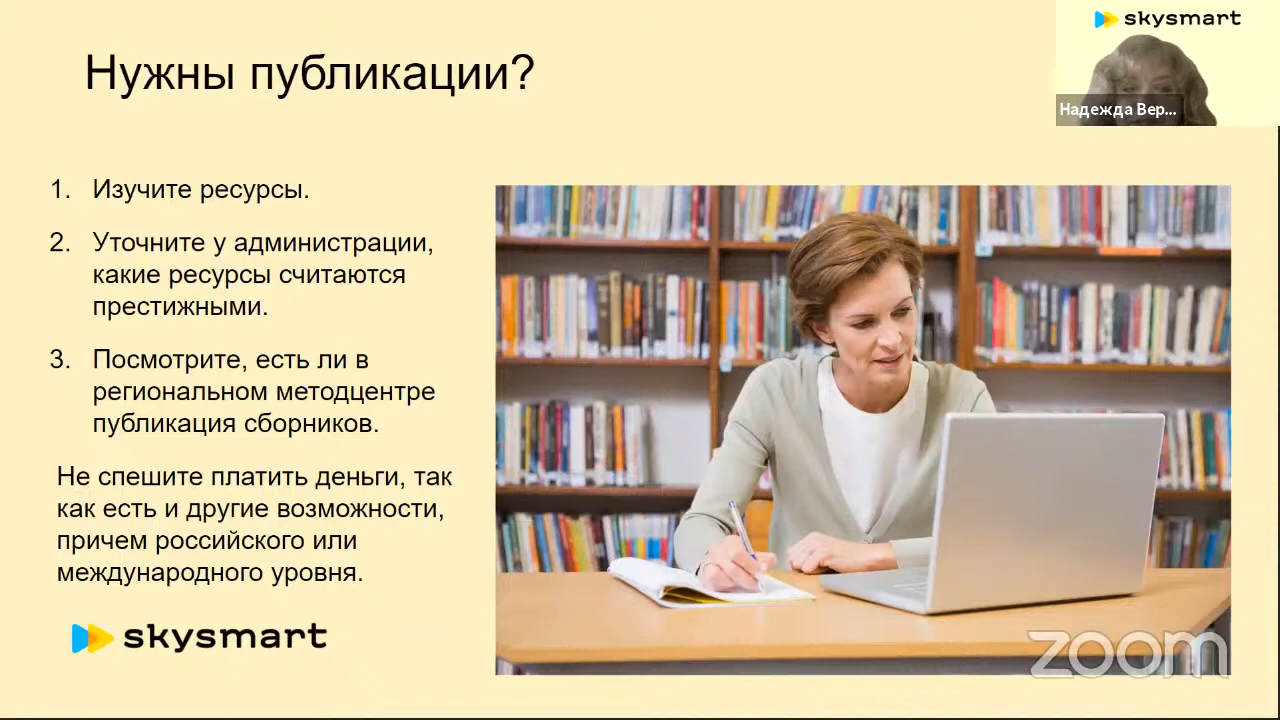 skysmart
Надежда Вер...
Нужны публикации?
1. Изучите ресурсы.
2. Уточните у администрации,
какие ресурсы считаются
престижными.
3. Посмотрите, есть ли в
региональном методцентре
публикация сборников.
Не спешите платить деньги, так
как есть и другие возможности,
причем российского или
международного уровня.
skysmart
zoom